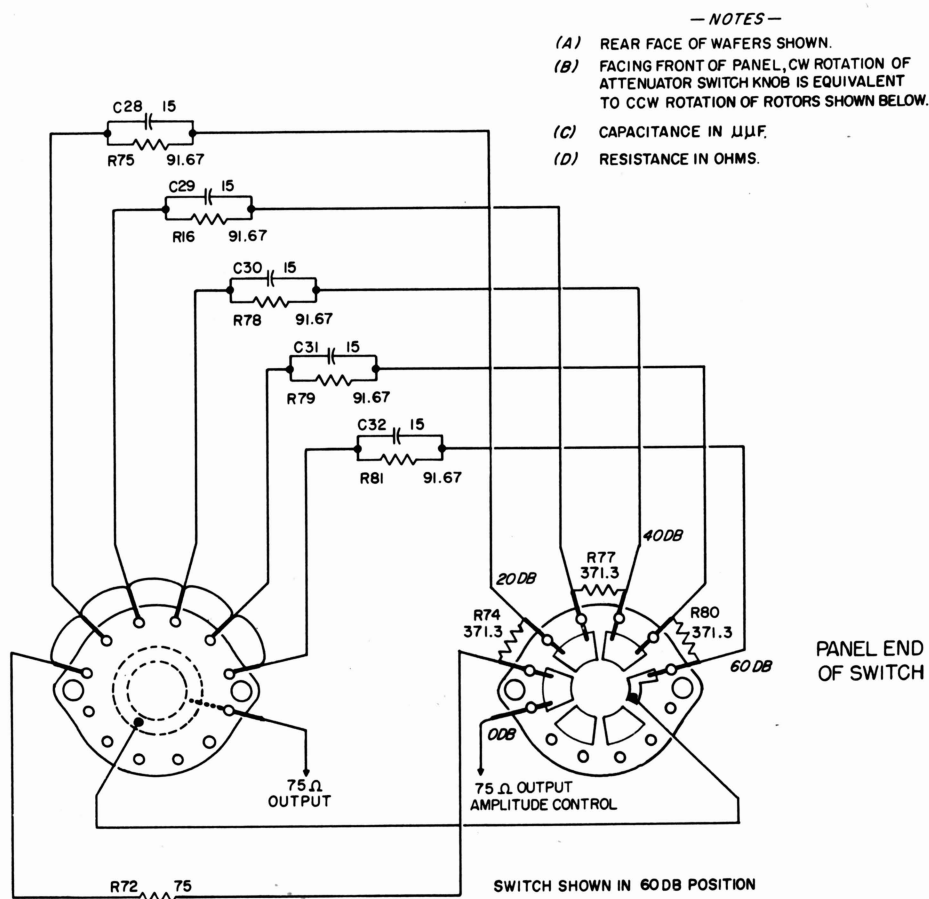 — NOTES —
(A) REAR FACE OF WAFERS SHOWN.
(B) FACING FRONT OF PANEL, CW ROTATION OF
ATTENUATOR SWITCH KNOB IS EQUIVALENT
TO CCW ROTATION OF ROTORS SHOWN BELOW.
(C) CAPACITANCE IN µµF.
(D) RESISTANCE IN OHMS.
C28 15
R75 91.67
C29 15
R16 91.67
C30 15
R78 91.67
C31 15
R79 91.67
C32 15
R81 91.67
40DB
R77
371.3
20DB
R74
371.3
R80
371.3
60DB
PANEL END
OF SWITCH
0DB
75Ω
OUTPUT
75Ω OUTPUT
AMPLITUDE CONTROL
R72 75
SWITCH SHOWN IN 60DB POSITION